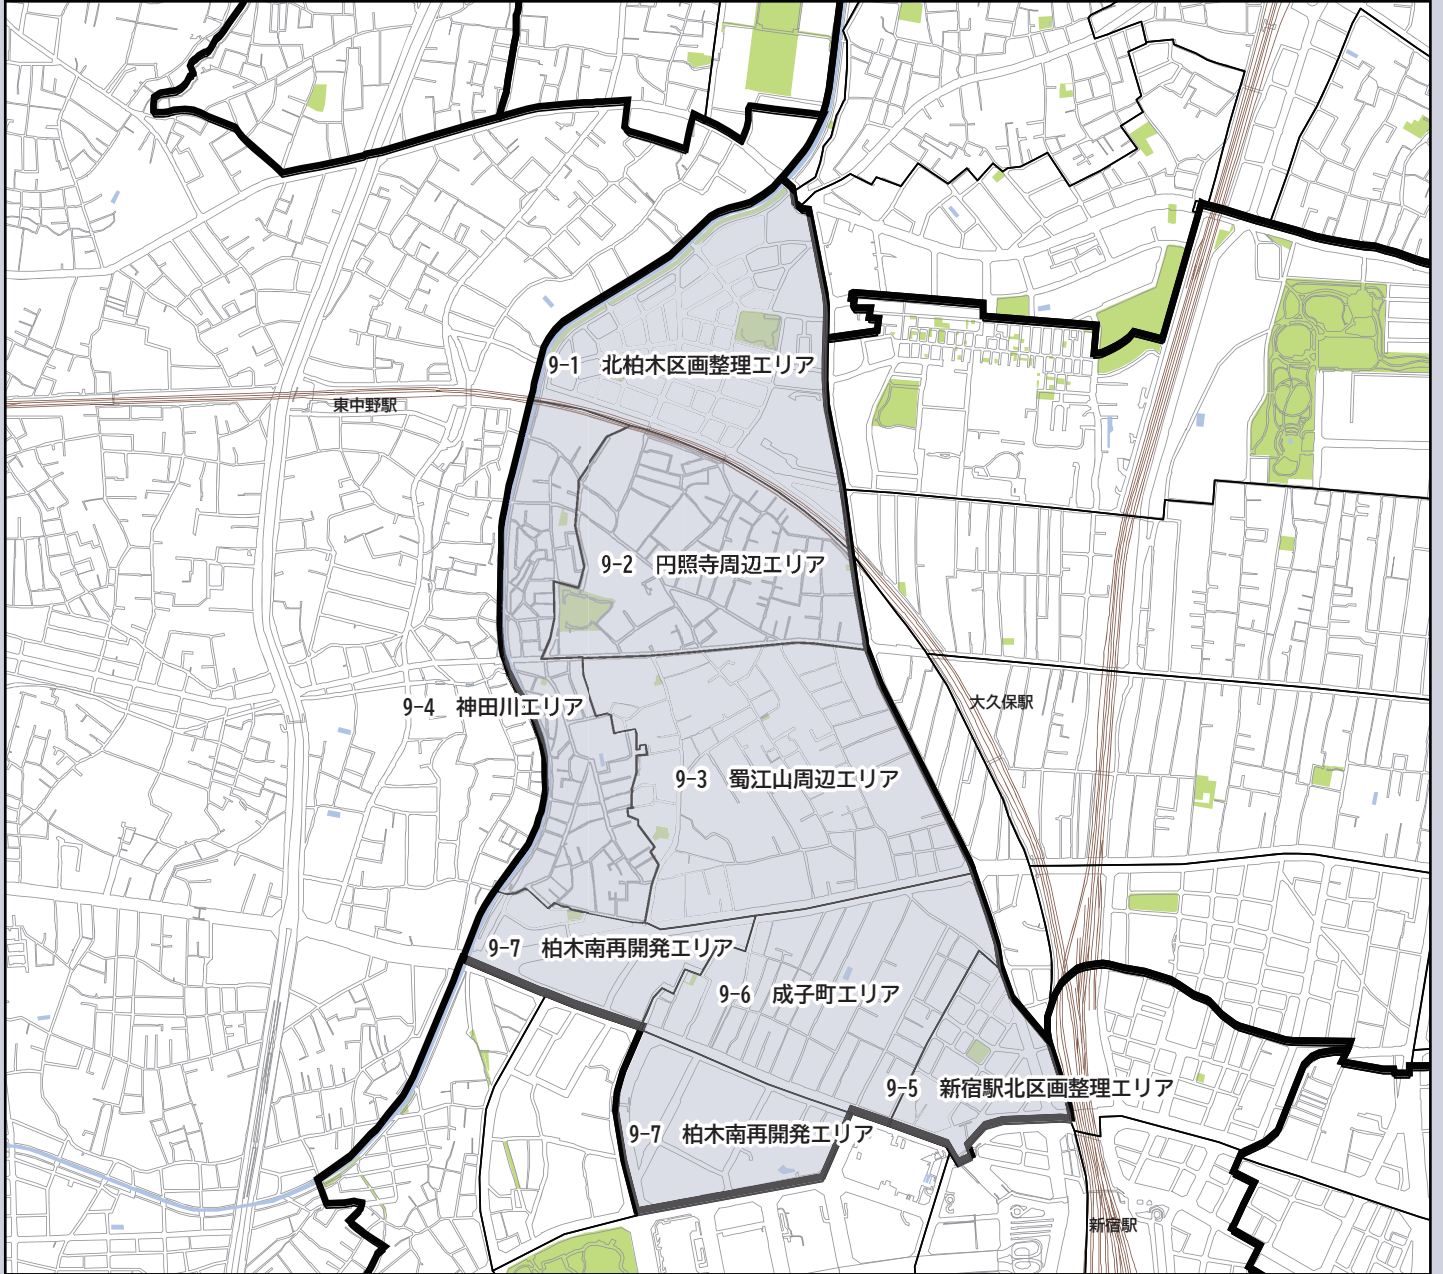 9-1 北柏木区画整理エリア
東中野駅
9-2 円照寺周辺エリア
大久保駅
9-4 神田川エリア
9-3 蜀江山周辺エリア
9-7 柏木南再開発エリア
9-6 成子町エリア
9-5 新宿駅北区画整理エリア
9-7 柏木南再開発エリア
新宿駅